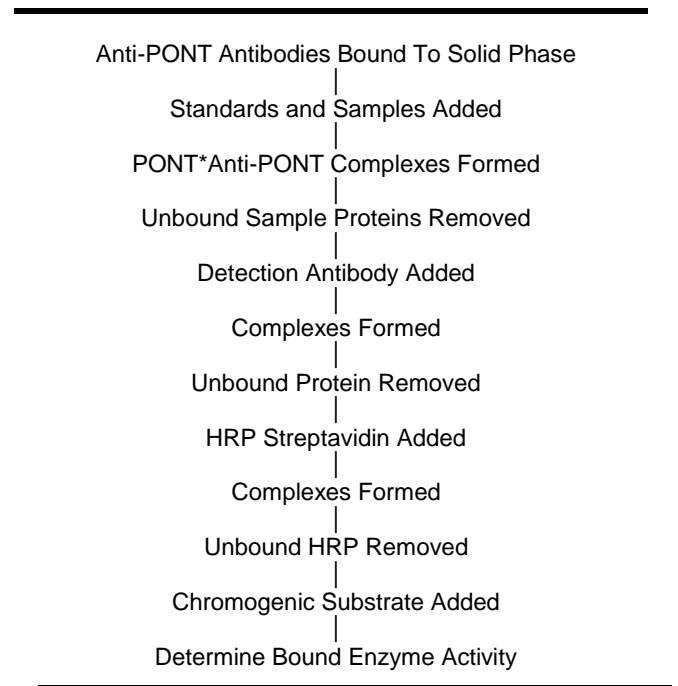 Anti-PONT Antibodies Bound To Solid Phase
Standards and Samples Added
PONT*Anti-PONT Complexes Formed
Unbound Sample Proteins Removed
Detection Antibody Added
Complexes Formed
Unbound Protein Removed
HRP Streptavidin Added
Complexes Formed
Unbound HRP Removed
Chromogenic Substrate Added
Determine Bound Enzyme Activity